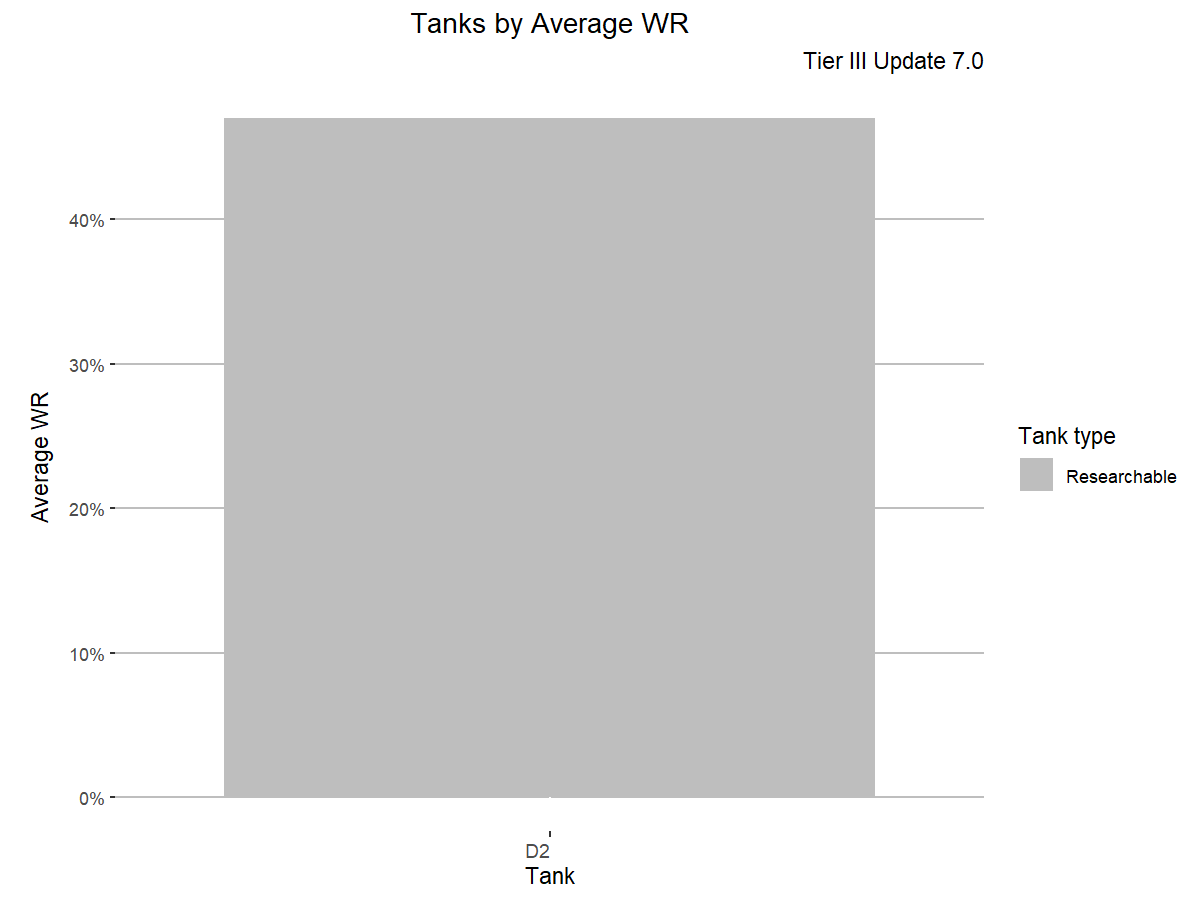 Tanks by Average WR
Tier III Update 7.0
Average WR
40%
30%
20%
10%
0%
D2
Tank
Tank type
Researchable